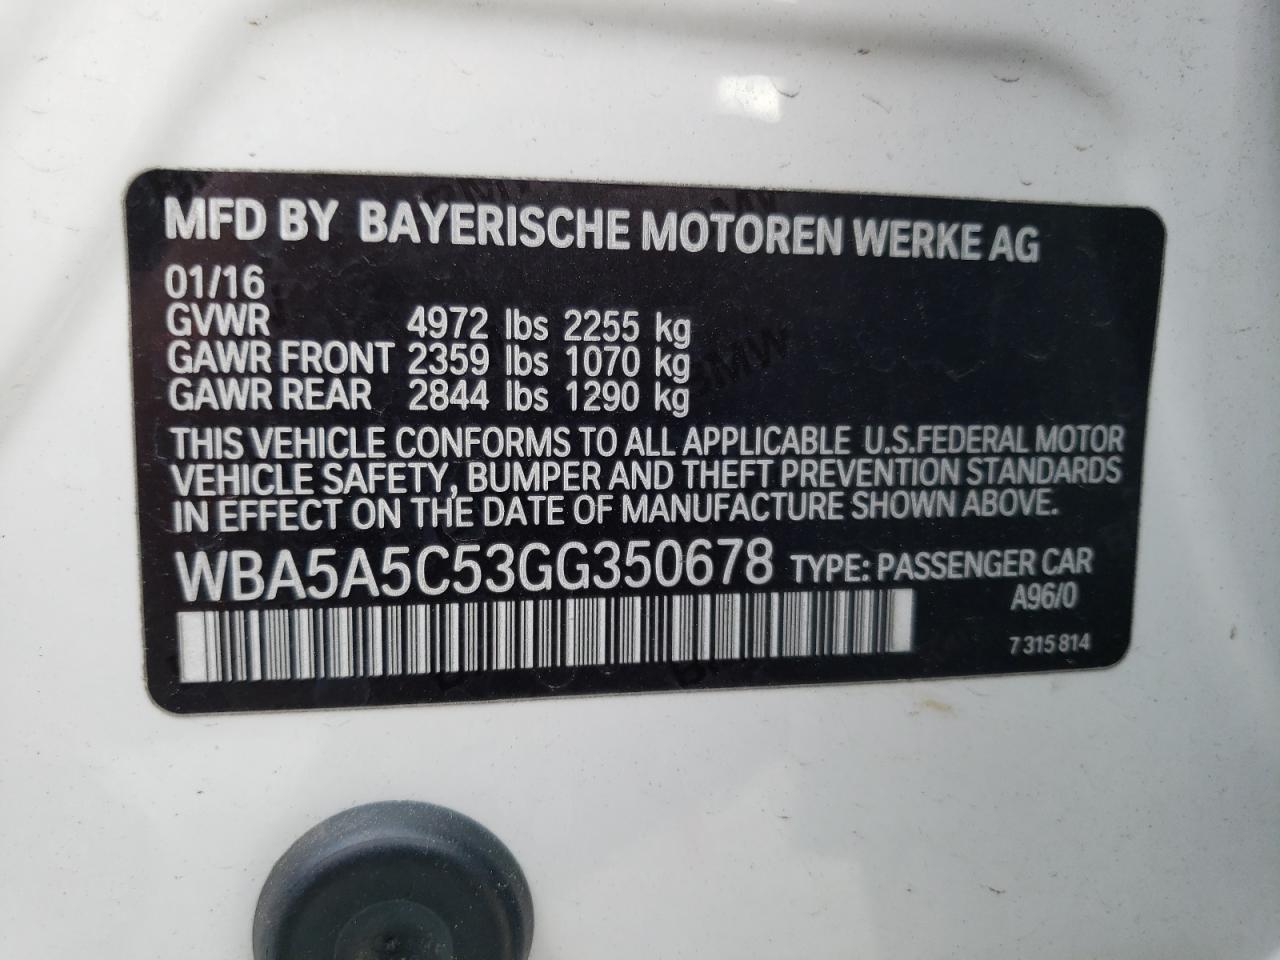 MFD BY BAYERISCHE MOTOREN WERKE AG
01/16
GVWR 4972 lbs 2255 kg
GAWR FRONT 2359 lbs 1070 kg
GAWR REAR 2844 lbs 1290 kg
THIS VEHICLE CONFORMS TO ALL APPLICABLE U.S.FEDERAL MOTOR
VEHICLE SAFETY, BUMPER AND THEFT PREVENTION STANDARDS
IN EFFECT ON THE DATE OF MANUFACTURE SHOWN ABOVE.
WBA5A5C53GG350678 TYPE: PASSENGER CAR
A96/0
7 315 814